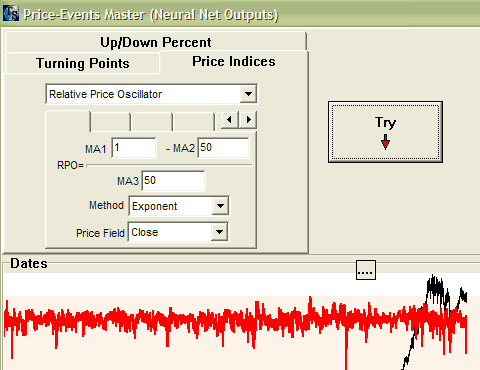 Price-Events Master (Neural Net Outputs)
Up/Down Percent
Turning Points
Price Indices
Relative Price Oscillator
MA1 1 - MA2 50
RPO=
MA3 50
Method Exponent
Price Field Close
Try
Dates
....